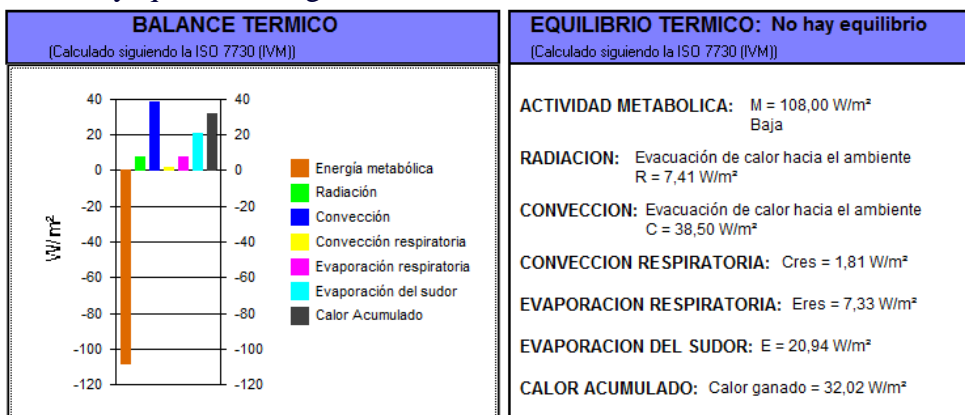 BALANCE TERMICO
(Calculado siguiendo la ISO 7730 (IVM))
40
20
0
-20
-40
-60
-80
-100
-120
W/m²
40
20
0
-20
-40
-60
-80
-100
-120
Energía metabólica
Radiación
Convección
Convección respiratoria
Evaporación respiratoria
Evaporación del sudor
Calor Acumulado
EQUILIBRIO TERMICO: No hay equilibrio
(Calculado siguiendo la ISO 7730 (IVM))
ACTIVIDAD METABOLICA: M = 108,00 W/m²
Baja
RADIACION: Evacuación de calor hacia el ambiente
R = 7,41 W/m²
CONVECCION: Evacuación de calor hacia el ambiente
C = 38,50 W/m²
CONVECCION RESPIRATORIA: Cres = 1,81 W/m²
EVAPORACION RESPIRATORIA: Eres = 7,33 W/m²
EVAPORACION DEL SUDOR: E = 20,94 W/m²
CALOR ACUMULADO: Calor ganado = 32,02 W/m²